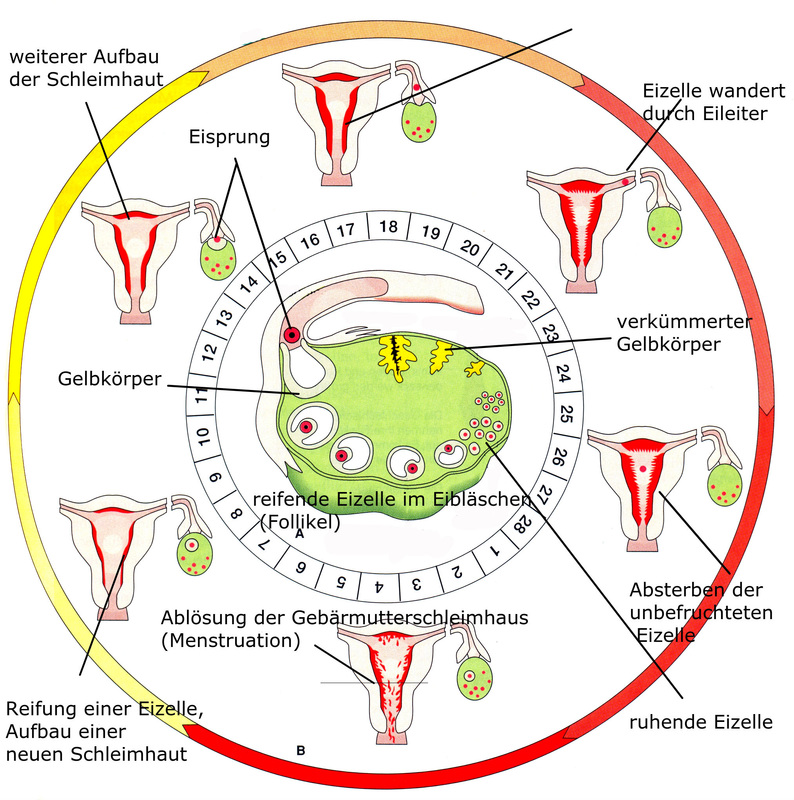 weiterer Aufbau
der Schleimhaut
Eizelle wandert
durch Eileiter
Eisprung
verkümmerter
Gelbkörper
Gelbkörper
reifende Eizelle im Eibläschen
(Follikel)
A
Ablösung der Gebärmutterschleimhaus
(Menstruation)
Absterben der
unbefruchteten
Eizelle
Reifung einer Eizelle,
Aufbau einer
neuen Schleimhaut
ruhende Eizelle
B
1
2
3
4
5
6
7
8
9
10
11
12
13
14
15
16
17
18
19
20
21
22
23
24
25
26
27
28